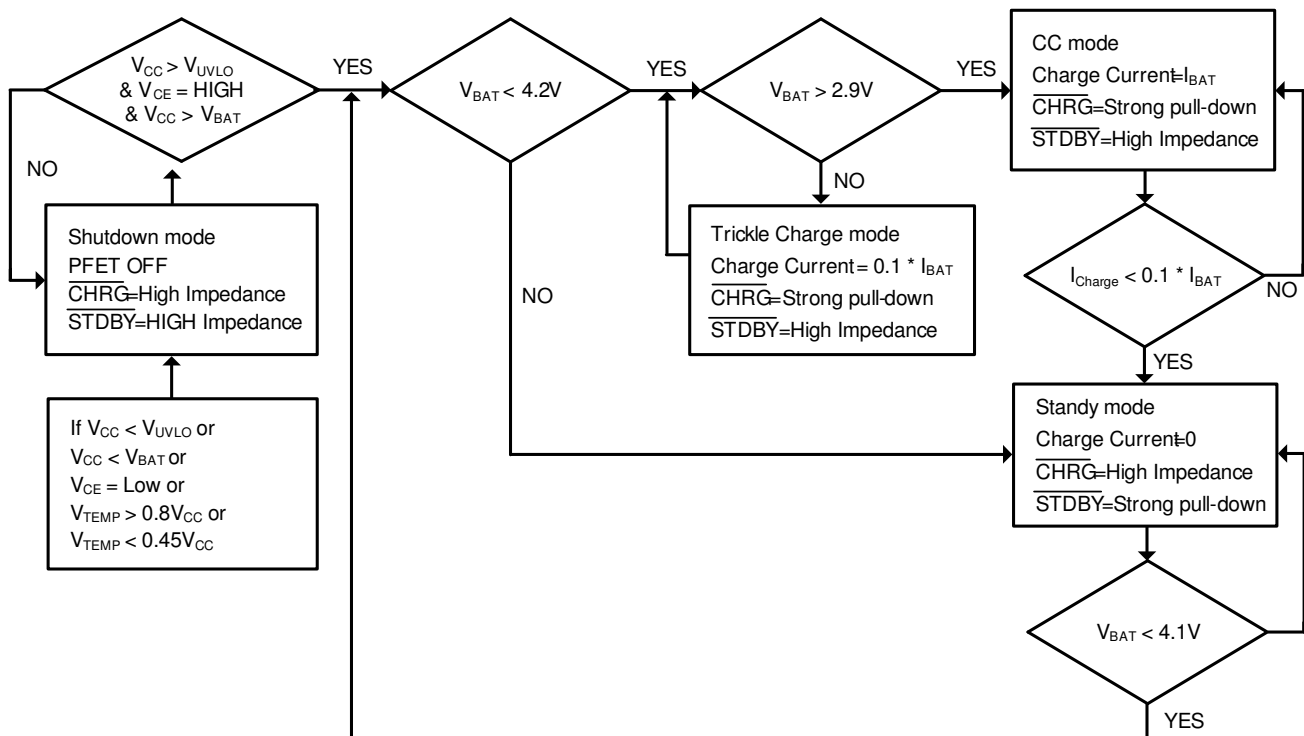 V_CC > V_UVLO
& V_CE = HIGH
& V_CC > V_BAT
YES
NO
Shutdown mode
PFET OFF
CHRG=High Impedance
STDBY=HIGH Impedance
If V_CC < V_UVLO or
V_CC < V_BAT or
V_CE = Low or
V_TEMP > 0.8V_CC or
V_TEMP < 0.45V_CC
V_BAT < 4.2V
YES
NO
V_BAT > 2.9V
YES
NO
Trickle Charge mode
Charge Current = 0.1 * I_BAT
CHRG=Strong pull-down
STDBY=High Impedance
CC mode
Charge Current=I_BAT
CHRG=Strong pull-down
STDBY=High Impedance
I_Charge < 0.1 * I_BAT
NO
YES
Standy mode
Charge Current=0
CHRG=High Impedance
STDBY=Strong pull-down
V_BAT < 4.1V
YES